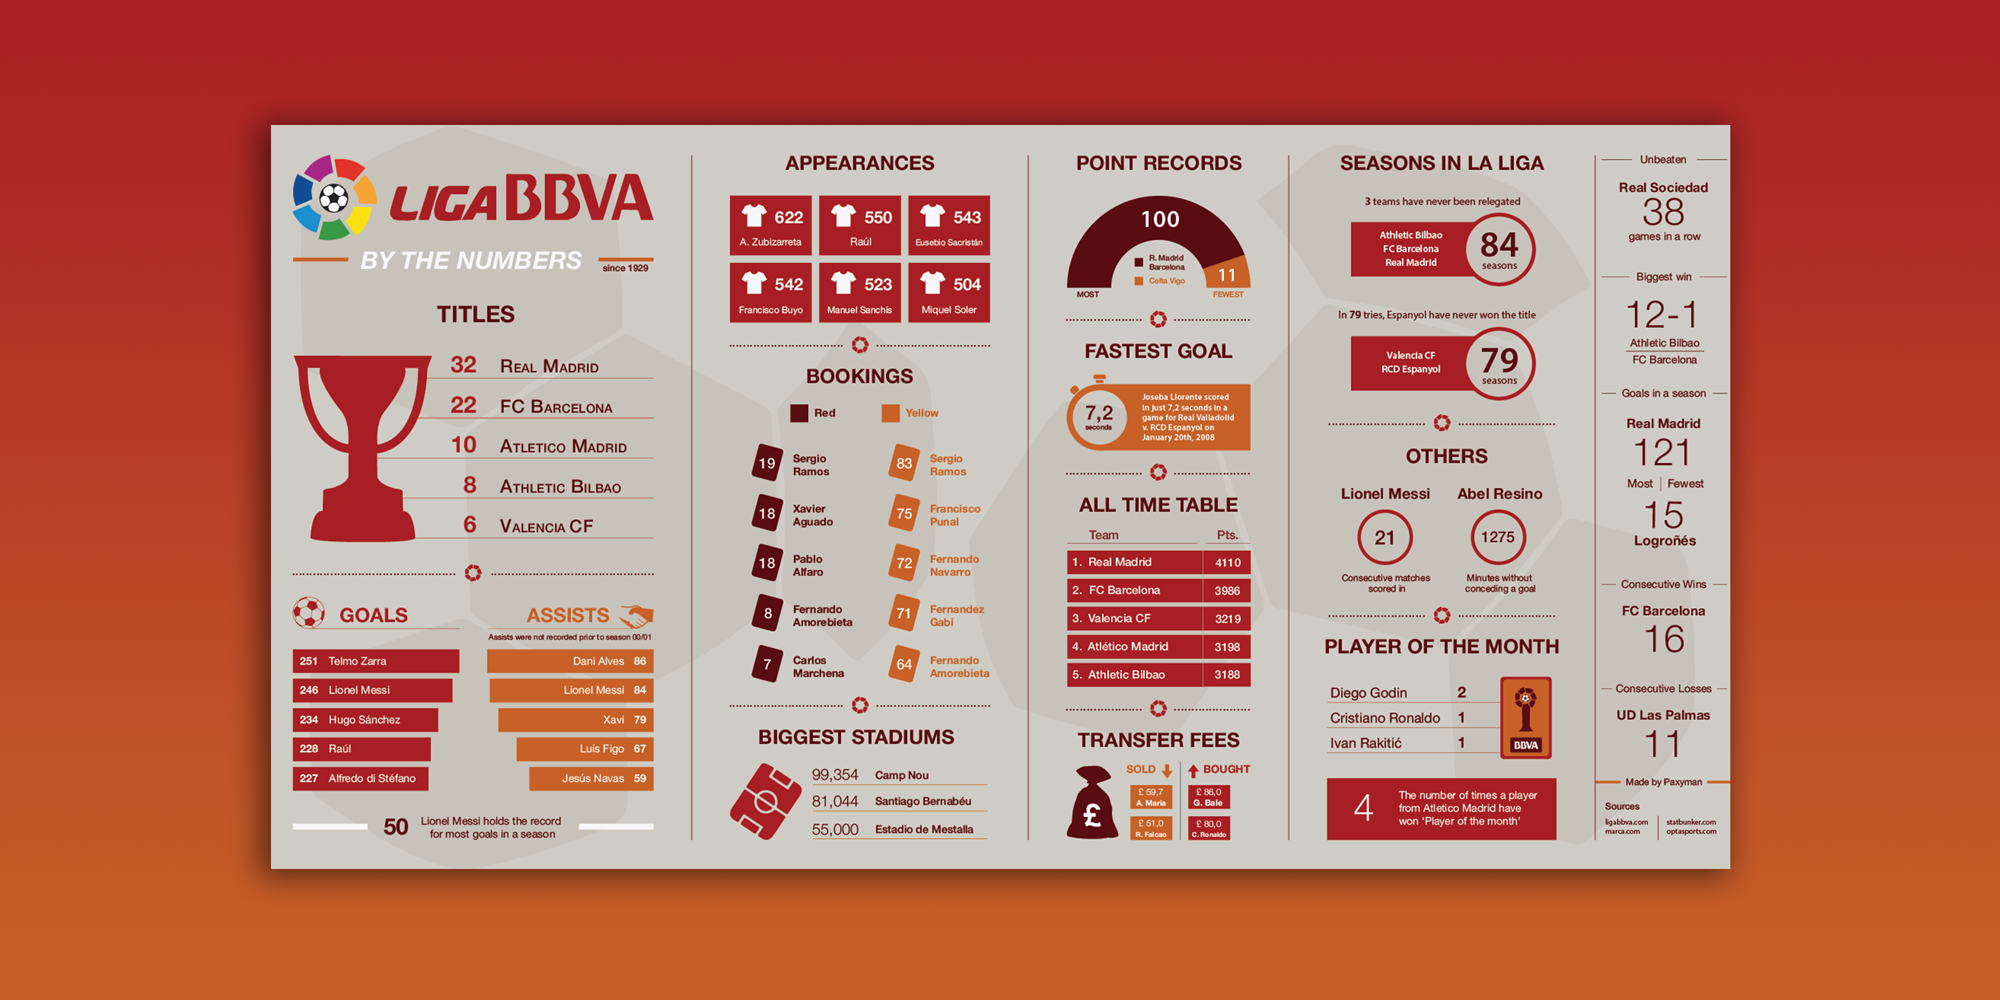 LIGA BBVA
BY THE NUMBERS
since 1929
TITLES
32 REAL MADRID
22 FC BARCELONA
10 ATLETICO MADRID
8 ATHLETIC BILBAO
6 VALENCIA CF
GOALS
251 Telmo Zarra
246 Lionel Messi
234 Hugo Sánchez
228 Raúl
227 Alfredo di Stéfano
ASSISTS
Assists were not recorded prior to season 00/01
Dani Alves 86
Lionel Messi 84
Xavi 79
Luís Figo 67
Jesús Navas 59
50
Lionel Messi holds the record
for most goals in a season
APPEARANCES
622
A. Zubizarreta
550
Raúl
543
Eusebio Sacristán
542
Francisco Buyo
523
Manuel Sanchís
504
Miquel Soler
BOOKINGS
Red
Yellow
19 Sergio
Ramos
18 Xavier
Aguado
18 Pablo
Alfaro
8 Fernando
Amorebieta
7 Carlos
Marchena
83 Sergio
Ramos
75 Francisco
Punal
72 Fernando
Navarro
71 Fernandez
Gabi
64 Fernando
Amorebieta
BIGGEST STADIUMS
99,354 Camp Nou
81,044 Santiago Bernabéu
55,000 Estadio de Mestalla
POINT RECORDS
100
R. Madrid
Barcelona
Celta Vigo
11
MOST
FEWEST
FASTEST GOAL
7,2
seconds
Joseba Llorente scored
in just 7,2 seconds in a
game for Real Valladolid
v. RCD Espanyol on
January 20th, 2008
ALL TIME TABLE
Team Pts.
1. Real Madrid 4110
2. FC Barcelona 3986
3. Valencia CF 3219
4. Atlético Madrid 3198
5. Athletic Bilbao 3188
TRANSFER FEES
SOLD
BOUGHT
£
£ 59,7
A. Maria
£ 51,0
R. Falcao
£ 86,0
G. Bale
£ 80,0
C. Ronaldo
SEASONS IN LA LIGA
3 teams have never been relegated
Athletic Bilbao
FC Barcelona
Real Madrid
84
seasons
In 79 tries, Espanyol have never won the title
Valencia CF
RCD Espanyol
79
seasons
OTHERS
Lionel Messi
21
Consecutive matches
scored in
Abel Resino
1275
Minutes without
conceding a goal
PLAYER OF THE MONTH
Diego Godin 2
Cristiano Ronaldo 1
Ivan Rakitić 1
BBVA
4
The number of times a player
from Atletico Madrid have
won 'Player of the month'
Unbeaten
Real Sociedad
38
games in a row
Biggest win
12-1
Athletic Bilbao
FC Barcelona
Goals in a season
Real Madrid
121
Most | Fewest
15
Logroñés
Consecutive Wins
FC Barcelona
16
Consecutive Losses
UD Las Palmas
11
Made by Paxyman
Sources
ligabbva.com
marca.com
statbunker.com
optasports.com